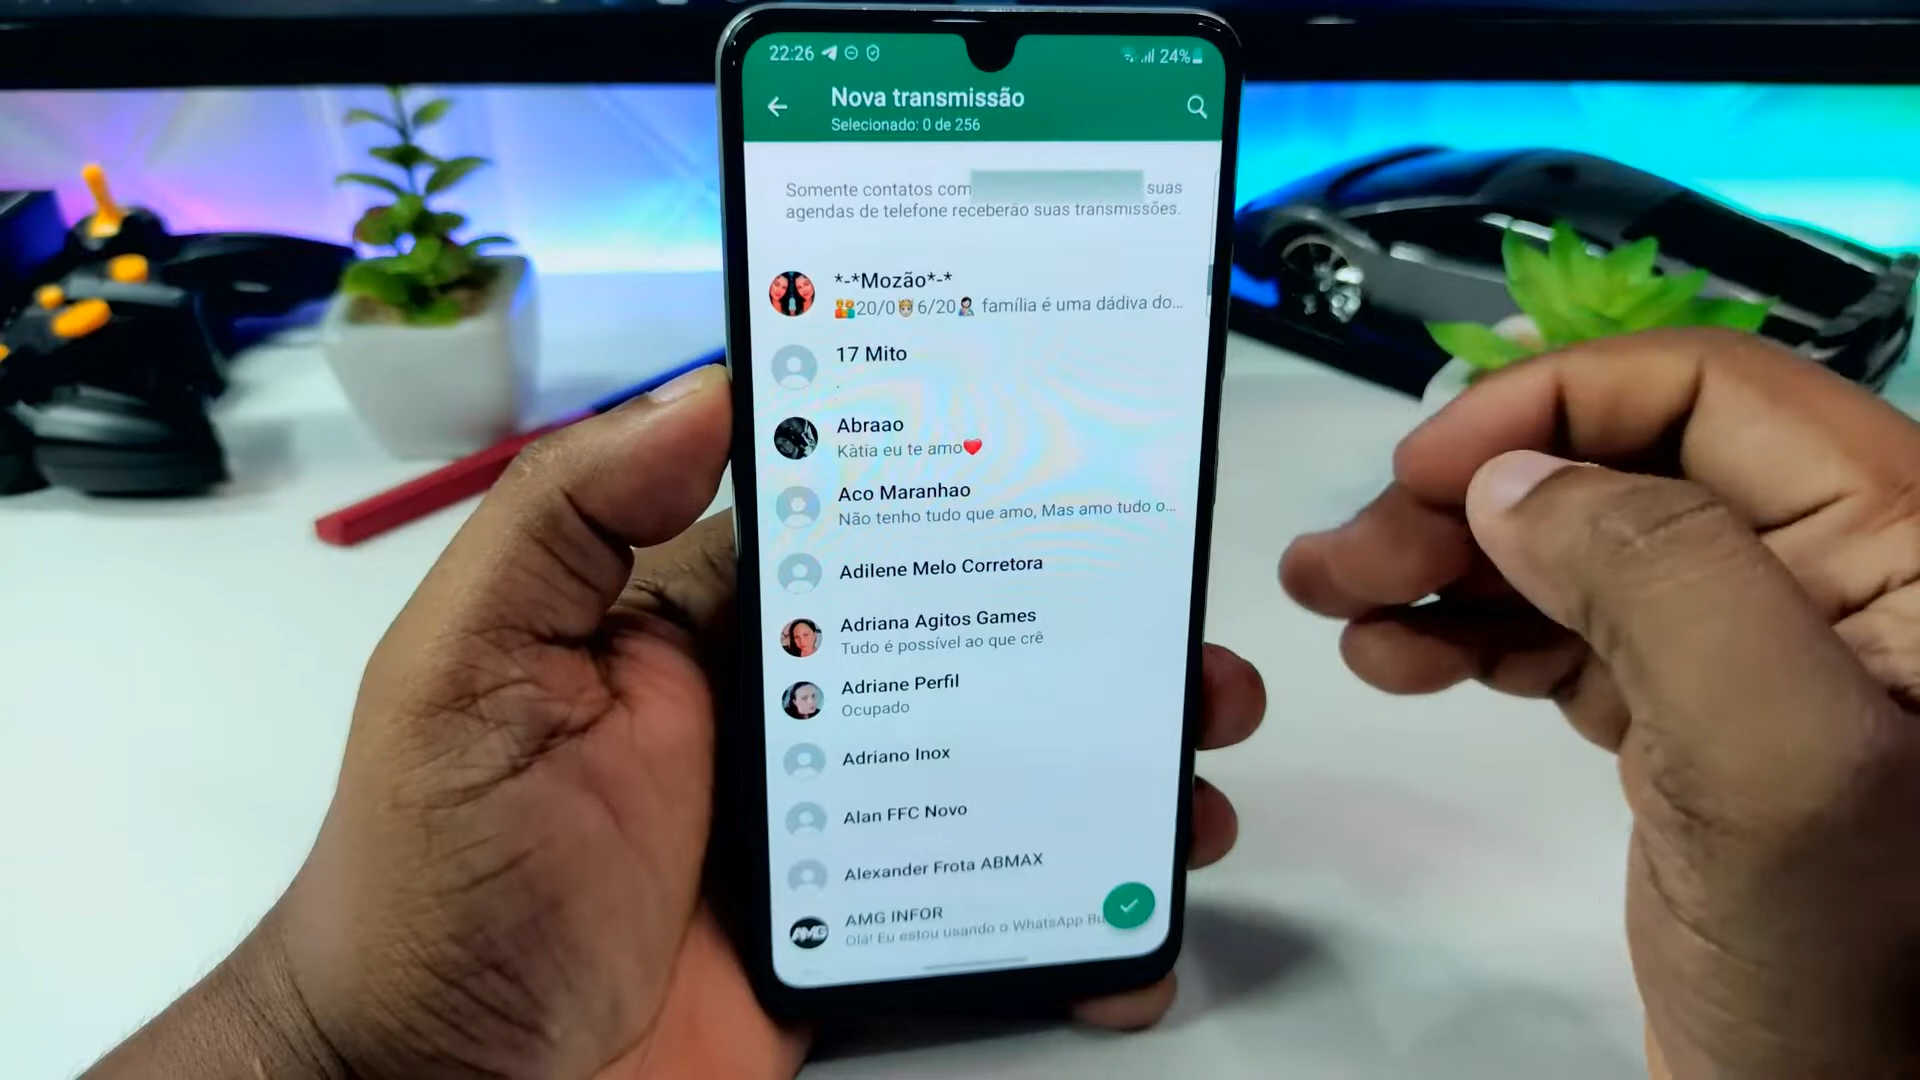 22:26 24%
Nova transmissão
Selecionado: 0 de 256
Somente contatos com suas
agendas de telefone receberão suas transmissões.
*-*Mozão*-*
👫20/0👸6/20🤱 família é uma dádiva do...
17 Mito
.
Abraao
Kàtia eu te amo❤️
Aco Maranhao
Não tenho tudo que amo, Mas amo tudo o...
Adilene Melo Corretora
Adriana Agitos Games
Tudo é possível ao que crê
Adriane Perfil
Ocupado
Adriano Inox
Alan FFC Novo
Alexander Frota ABMAX
AMG INFOR
AMG
Olá! Eu estou usando o WhatsApp Bu